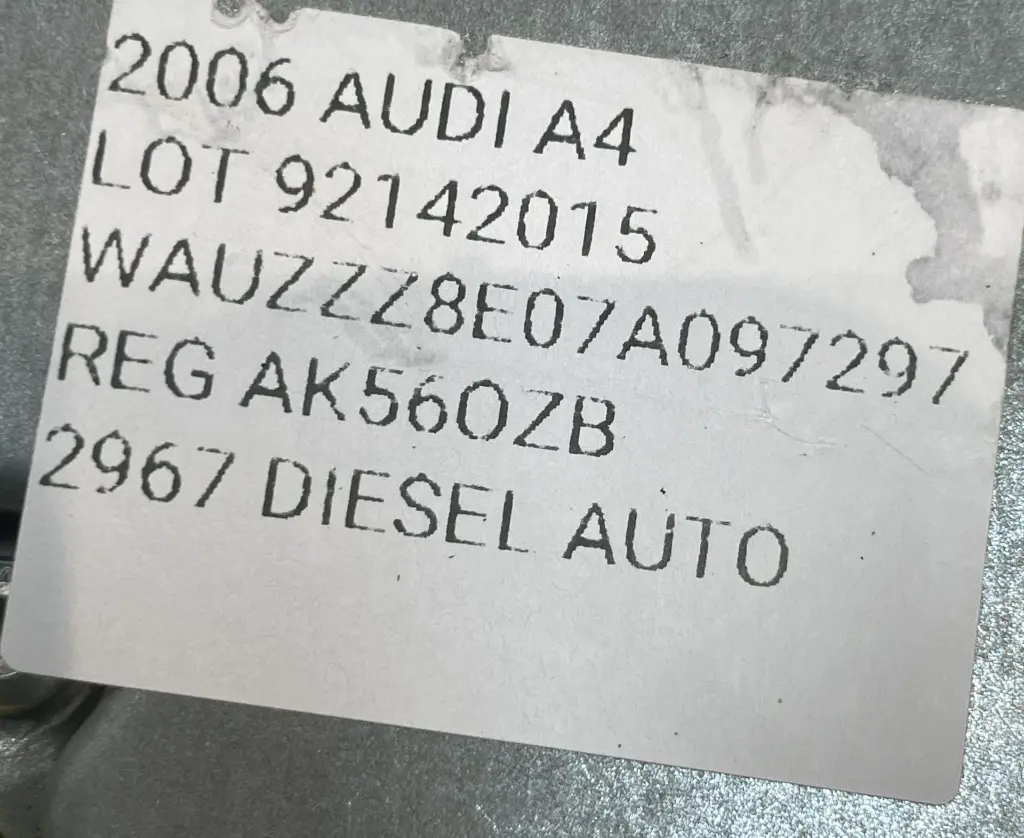 2006 AUDI A4
LOT 92142015
WAUZZZ8E07A097297
REG AK56OZB
2967 DIESEL AUTO